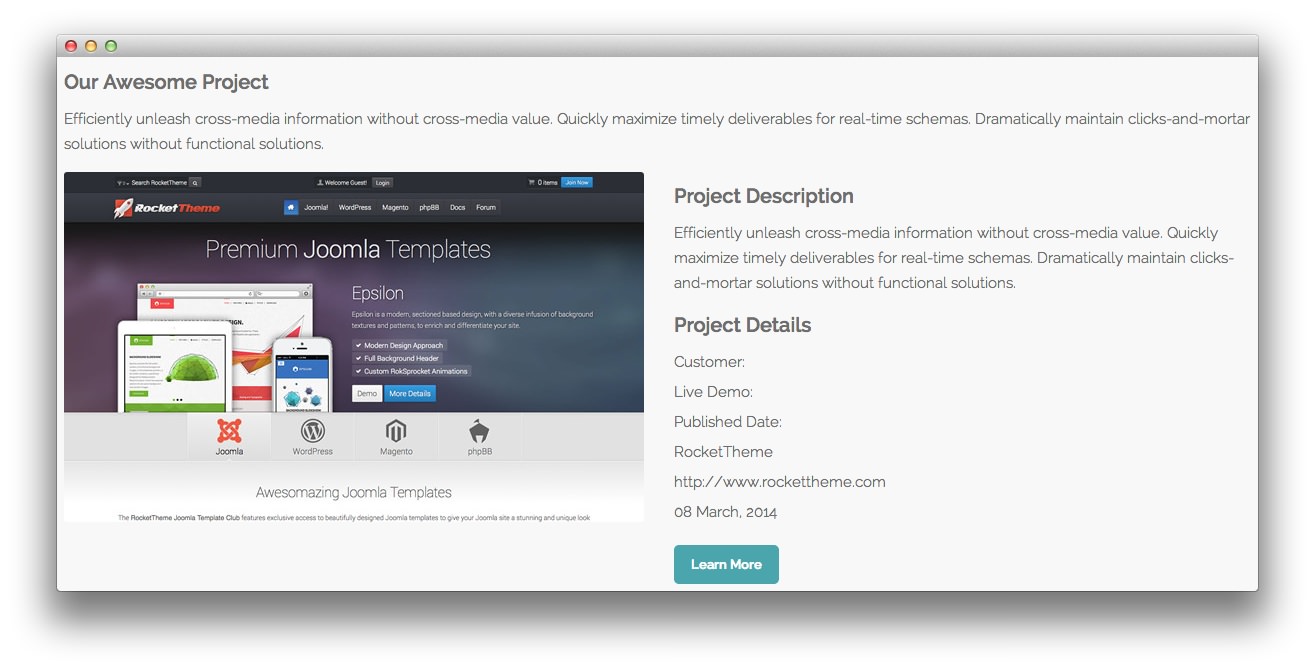 Our Awesome Project
Efficiently unleash cross-media information without cross-media value. Quickly maximize timely deliverables for real-time schemas. Dramatically maintain clicks-and-mortar
solutions without functional solutions.
Search RocketTheme
Welcome Guest! Login
0 items Join Now
RocketTheme
Joomla! WordPress Magento phpBB Docs Forum
Premium Joomla Templates
Epsilon
Epsilon is a modern, sectioned based design, with a diverse infusion of background
textures and patterns, to enrich and differentiate your site.
Modern Design Approach
Full Background Header
Custom RokSprocket Animations
Demo More Details
Joomla WordPress Magento phpBB
Awesomazing Joomla Templates
The RocketTheme Joomla Template Club features exclusive access to beautifully designed Joomla templates to give your Joomla site a stunning and unique look
Project Description
Efficiently unleash cross-media information without cross-media value. Quickly
maximize timely deliverables for real-time schemas. Dramatically maintain clicks-
and-mortar solutions without functional solutions.
Project Details
Customer:
Live Demo:
Published Date:
RocketTheme
http://www.rockettheme.com
08 March, 2014
Learn More